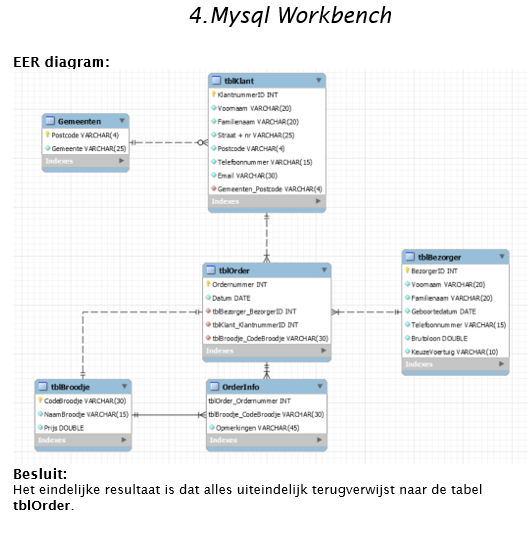 4.Mysql Workbench
EER diagram:
tblKlant
KlantnummerID INT
Voornaam VARCHAR(20)
Familienaam VARCHAR(20)
Straat + nr VARCHAR(25)
Postcode VARCHAR(4)
Telefoonnummer VARCHAR(15)
Email VARCHAR(30)
Gemeenten_Postcode VARCHAR(4)
Indexes
Gemeenten
Postcode VARCHAR(4)
Gemeente VARCHAR(25)
Indexes
tblOrder
Ordernummer INT
Datum DATE
tblBezorger_BezorgerID INT
tblKlant_KlantnummerID INT
tblBroodje_CodeBroodje VARCHAR(30)
Indexes
tblBezorger
BezorgerID INT
Voornaam VARCHAR(20)
Familienaam VARCHAR(20)
Geboortedatum DATE
Telefoonnummer VARCHAR(15)
Brutoloon DOUBLE
KeuzeVoertuig VARCHAR(10)
Indexes
tblBroodje
CodeBroodje VARCHAR(30)
NaamBroodje VARCHAR(15)
Prijs DOUBLE
Indexes
OrderInfo
tblOrder_Ordernummer INT
tblBroodje_CodeBroodje VARCHAR(30)
Opmerkingen VARCHAR(45)
Indexes
Besluit:
Het eindelijke resultaat is dat alles uiteindelijk terugverwijst naar de tabel
tblOrder.